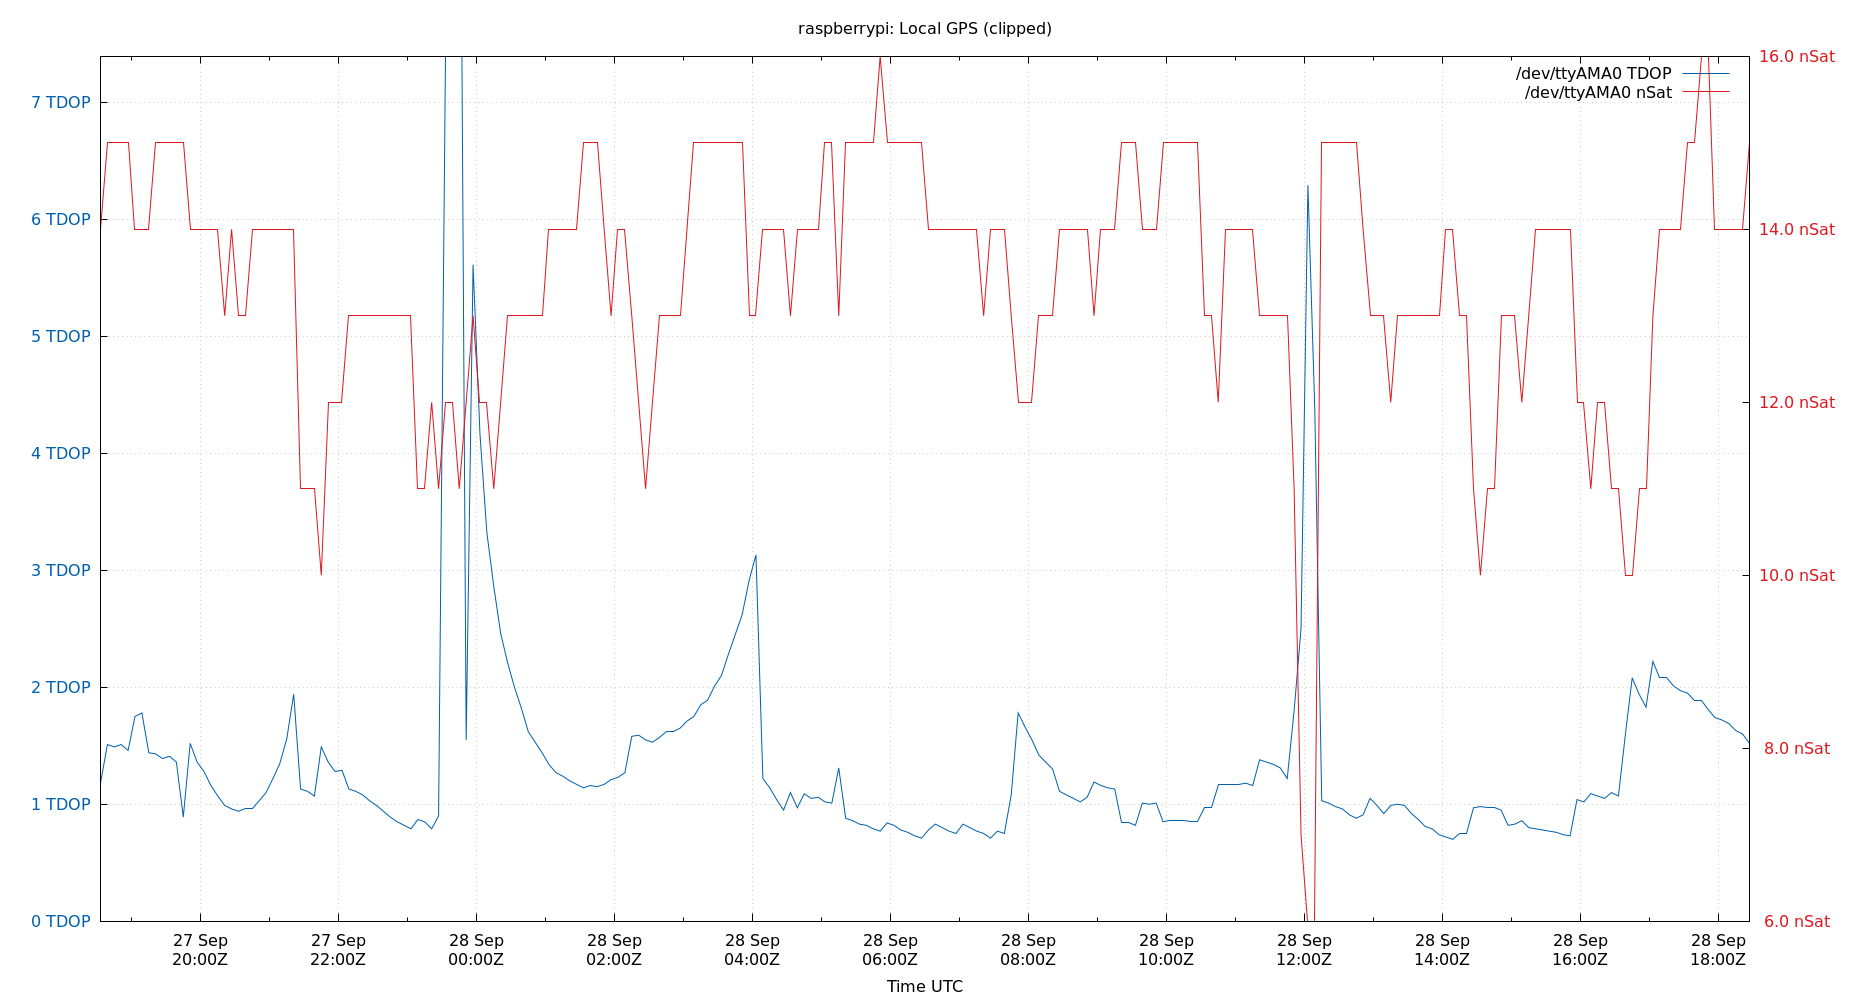 raspberrypi: Local GPS (clipped)
16.0 nSat
/dev/ttyAMA0 TDOP
/dev/ttyAMA0 nSat
7 TDOP
6 TDOP
14.0 nSat
5 TDOP
12.0 nSat
4 TDOP
3 TDOP
10.0 nSat
2 TDOP
8.0 nSat
1 TDOP
0 TDOP
6.0 nSat
27 Sep 27 Sep 28 Sep 28 Sep 28 Sep 28 Sep 28 Sep 28 Sep 28 Sep 28 Sep 28 Sep 28 Sep
20:00Z 22:00Z 00:00Z 02:00Z 04:00Z 06:00Z 08:00Z 10:00Z 12:00Z 14:00Z 16:00Z 18:00Z
Time UTC